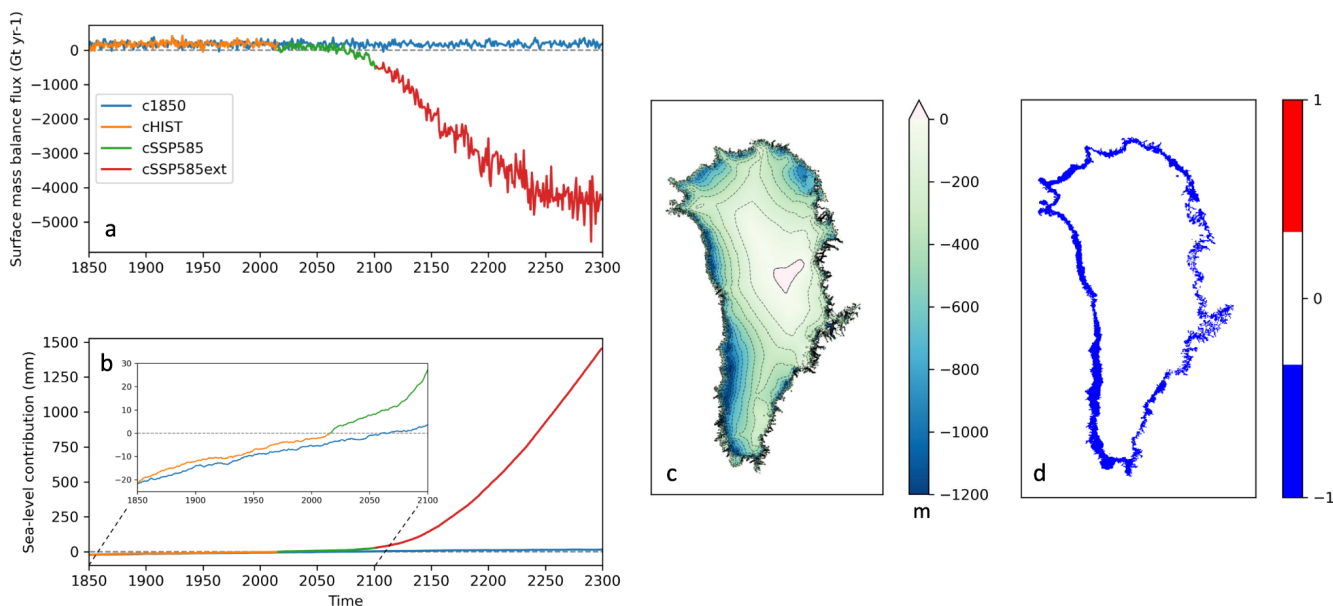 Surface mass balance flux (Gt yr-1)
0
−1000
−2000
−3000
−4000
−5000
c1850
cHIST
cSSP585
cSSP585ext
a
1850 1900 1950 2000 2050 2100 2150 2200 2250 2300
Sea-level contribution (mm)
1500
1250
1000
750
500
250
0
b
30
20
10
0
−10
−20
1850 1900 1950 2000 2050 2100
1850 1900 1950 2000 2050 2100 2150 2200 2250 2300
Time
c
0
−200
−400
−600
−800
−1000
−1200
m
d
1
0
−1